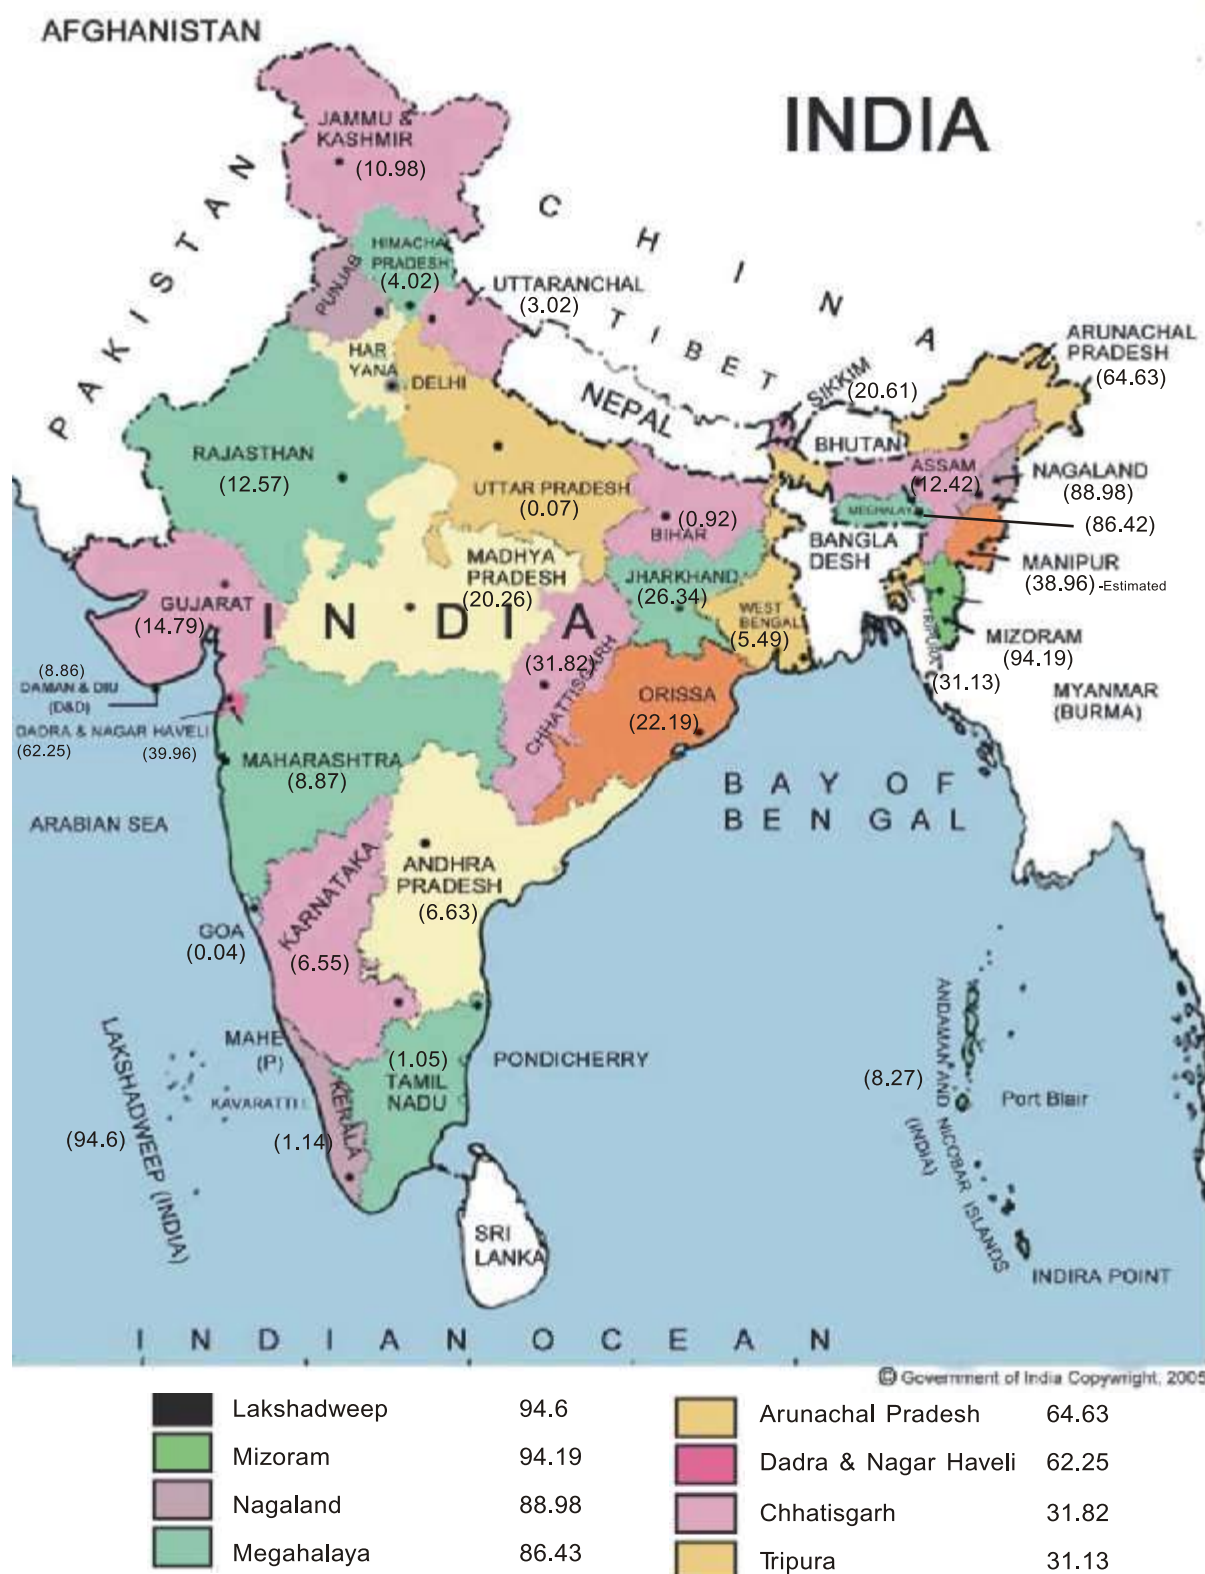 AFGHANISTAN
INDIA
JAMMU &
KASHMIR
(10.98)
PAKISTAN
CHINA
HIMACHAL
PRADESH
(4.02)
PUNJAB
UTTARANCHAL
(3.02)
TIBET
ARUNACHAL
PRADESH
(64.63)
HAR
YANA
DELHI
NEPAL
SIKKIM
(20.61)
BHUTAN
RAJASTHAN
(12.57)
UTTAR PRADESH
(0.07)
ASSAM
(12.42)
NAGALAND
(88.98)
MEGHALAYA
(86.42)
(0.92)
BIHAR
BANGLA
DESH
MADHYA
PRADESH
(20.26)
JHARKHAND
(26.34)
MANIPUR
(38.96) -Estimated
GUJARAT
(14.79)
INDIA
WEST
BENGAL
(5.49)
TRIPURA
(31.13)
MIZORAM
(94.19)
MYANMAR
(BURMA)
(8.86)
DAMAN & DIU
(D&D)
DADRA & NAGAR HAVELI
(62.25)
(39.96)
(31.82)
CHHATTISGARH
ORISSA
(22.19)
MAHARASHTRA
(8.87)
BAY OF
BENGAL
ARABIAN SEA
ANDHRA
PRADESH
(6.63)
KARNATAKA
(6.55)
GOA
(0.04)
LAKSHADWEEP (INDIA)
(94.6)
MAHE
(P)
KAVARATTI
(1.05)
TAMIL
NADU
PONDICHERRY
KERALA
(1.14)
ANDAMAN AND NICOBAR ISLANDS
(INDIA)
(8.27)
Port Blair
SRI
LANKA
INDIRA POINT
INDIAN OCEAN
© Government of India Copywright, 2005
Lakshadweep 94.6
Mizoram 94.19
Nagaland 88.98
Megahalaya 86.43
Arunachal Pradesh 64.63
Dadra & Nagar Haveli 62.25
Chhatisgarh 31.82
Tripura 31.13